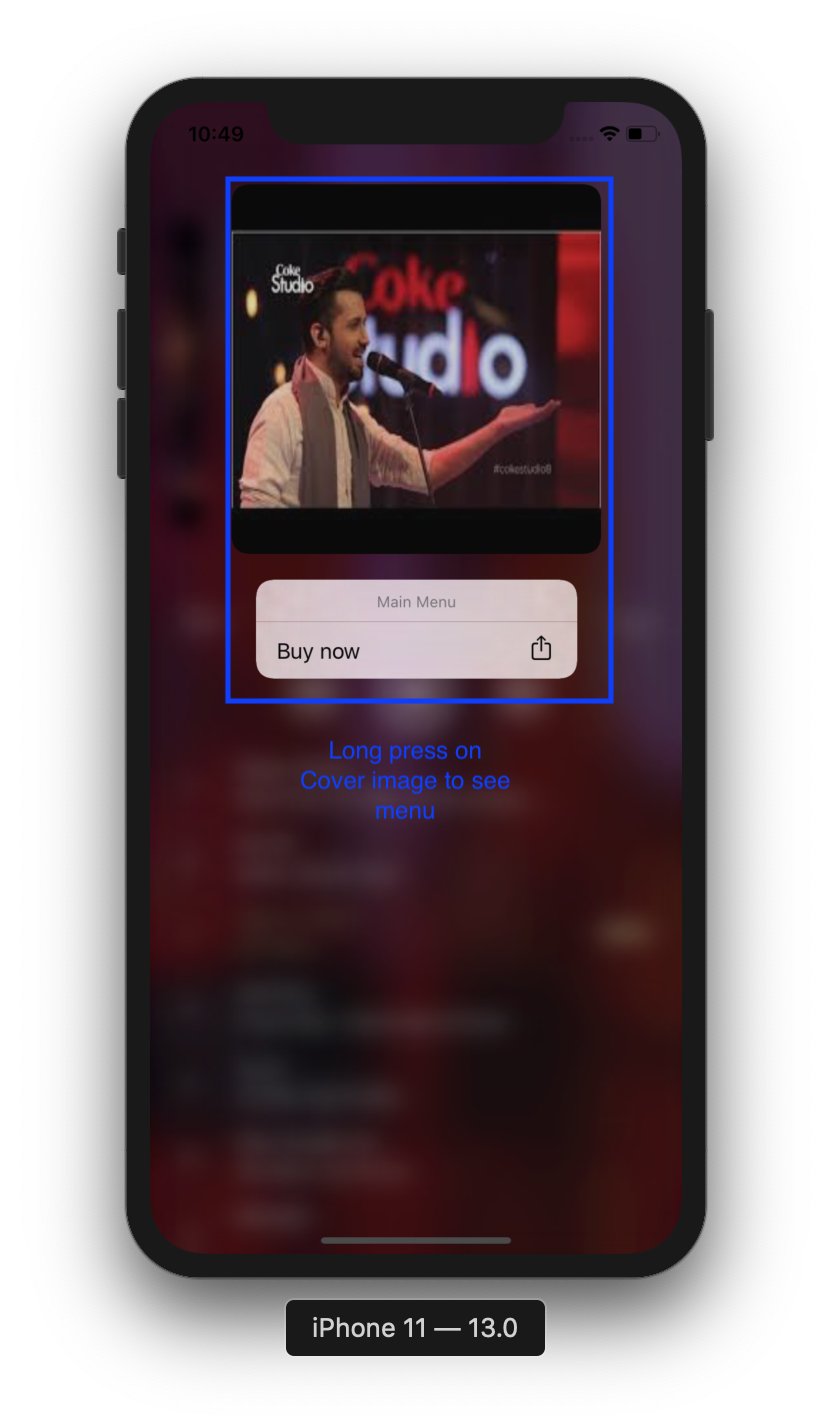 10:49
Coke
Studio
Coke
studio
#cokestudio8
Main Menu
Buy now
Long press on
Cover image to see
menu
iPhone 11 — 13.0